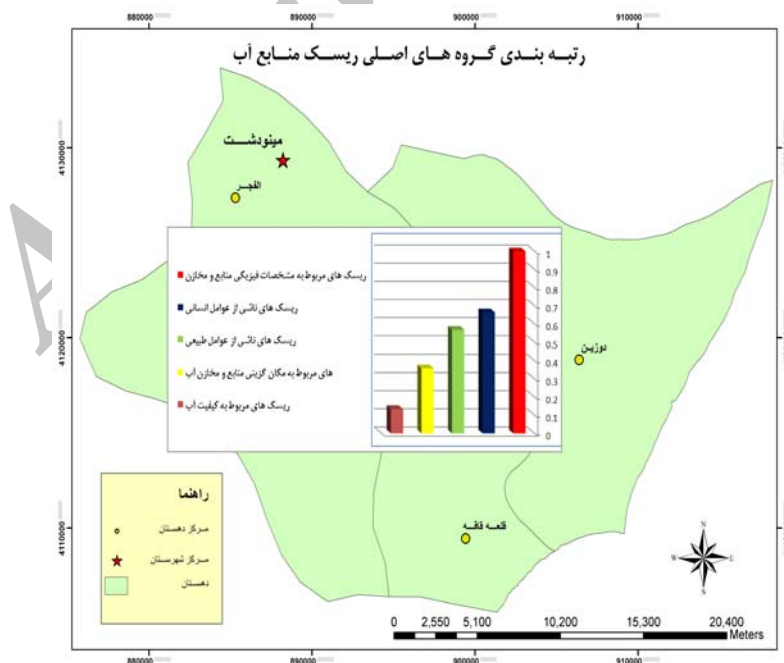 880000
890000
900000
910000
رتبه بندی گروه های اصلی ریسک منابع آب
4130000
مینودشت
الفجر
ریسک های مربوط به مشخصات فیزیکی منابع و مخازن
ریسک های ناشی از عوامل انسانی
ریسک های ناشی از عوامل طبیعی
های مربوط به مکان گزینی منابع و مخازن آب
ریسک های مربوط به کیفیت آب
1
0.9
0.8
0.7
0.6
0.5
0.4
0.3
0.2
0.1
0
4120000
دوزین
قلعه قافه
4110000
راهنما
مرکز دهستان
مرکز شهرستان
دهستان
N
W
E
S
0
2,550
5,100
10,200
15,300
20,400
Meters
880000
890000
900000
910000